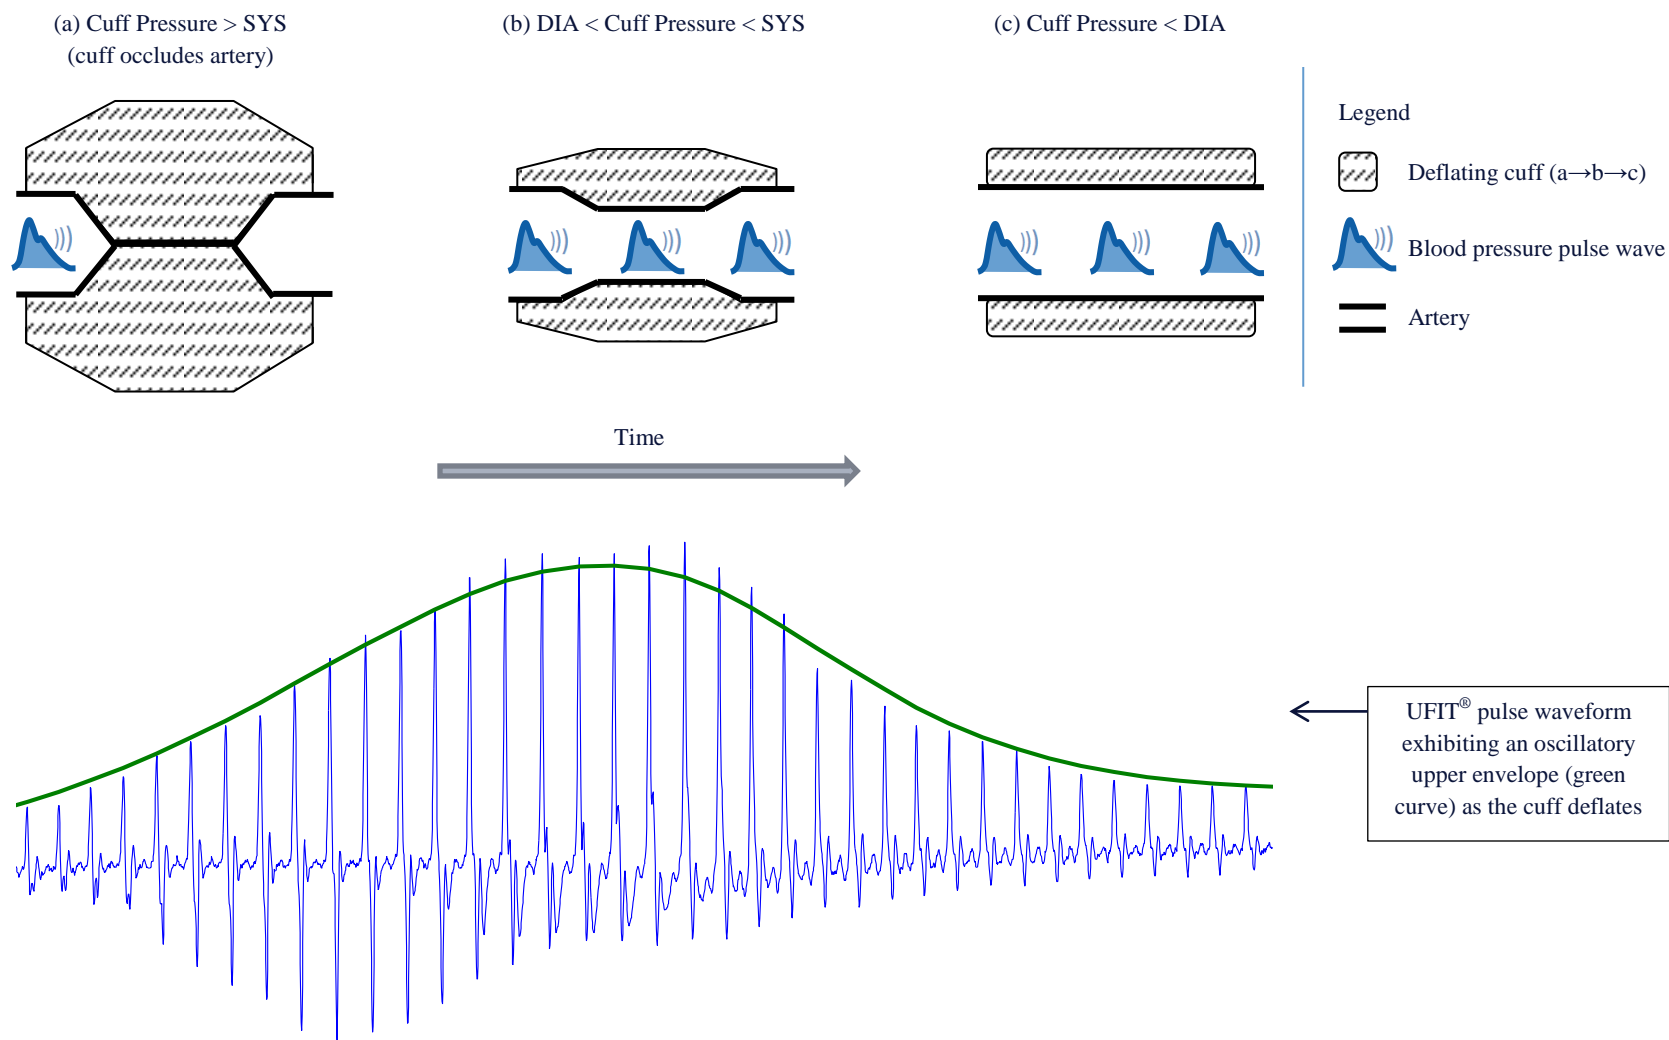 (a) Cuff Pressure > SYS
(cuff occludes artery)
(b) DIA < Cuff Pressure < SYS
(c) Cuff Pressure < DIA
Legend
Deflating cuff (a→b→c)
Blood pressure pulse wave
Artery
Time
UFIT® pulse waveform
exhibiting an oscillatory
upper envelope (green
curve) as the cuff deflates